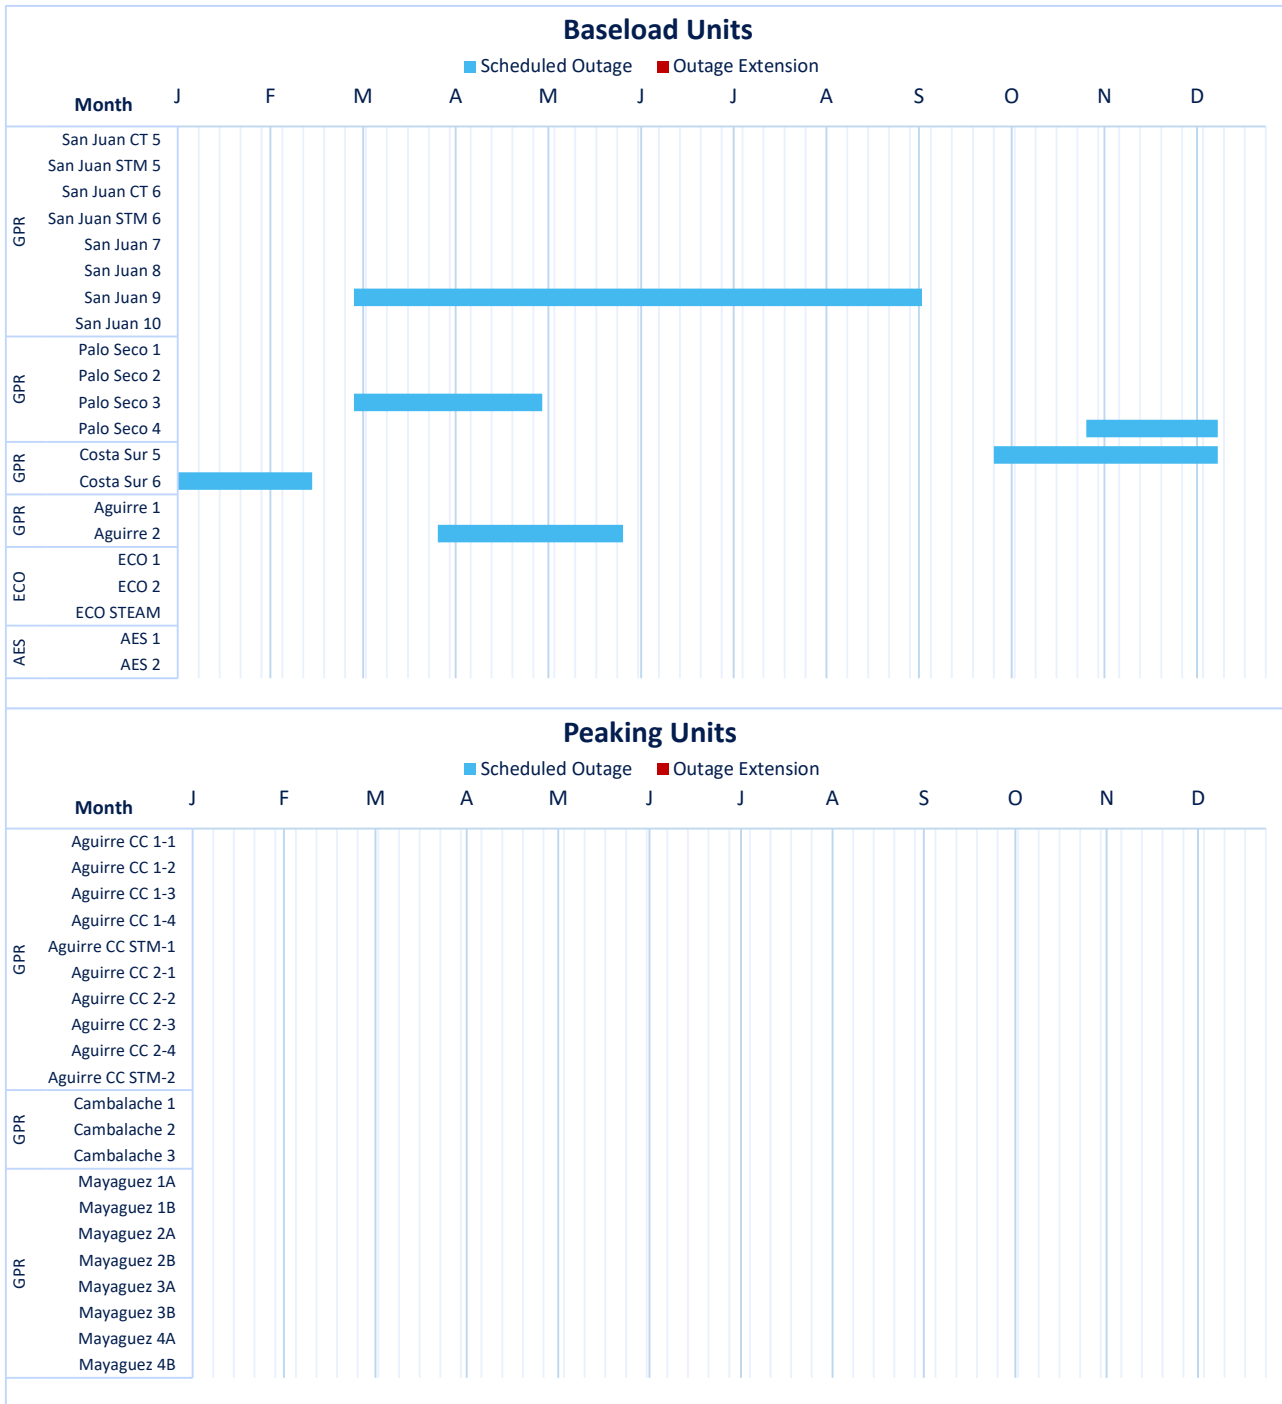 Baseload Units
Scheduled Outage Outage Extension
Month J F M A M J J A S O N D
GPR
San Juan CT 5
San Juan STM 5
San Juan CT 6
San Juan STM 6
San Juan 7
San Juan 8
San Juan 9
San Juan 10
GPR
Palo Seco 1
Palo Seco 2
Palo Seco 3
Palo Seco 4
GPR
Costa Sur 5
Costa Sur 6
GPR
Aguirre 1
Aguirre 2
ECO
ECO 1
ECO 2
ECO STEAM
AES
AES 1
AES 2
Peaking Units
Scheduled Outage Outage Extension
Month J F M A M J J A S O N D
GPR
Aguirre CC 1-1
Aguirre CC 1-2
Aguirre CC 1-3
Aguirre CC 1-4
Aguirre CC STM-1
Aguirre CC 2-1
Aguirre CC 2-2
Aguirre CC 2-3
Aguirre CC 2-4
Aguirre CC STM-2
GPR
Cambalache 1
Cambalache 2
Cambalache 3
GPR
Mayaguez 1A
Mayaguez 1B
Mayaguez 2A
Mayaguez 2B
Mayaguez 3A
Mayaguez 3B
Mayaguez 4A
Mayaguez 4B